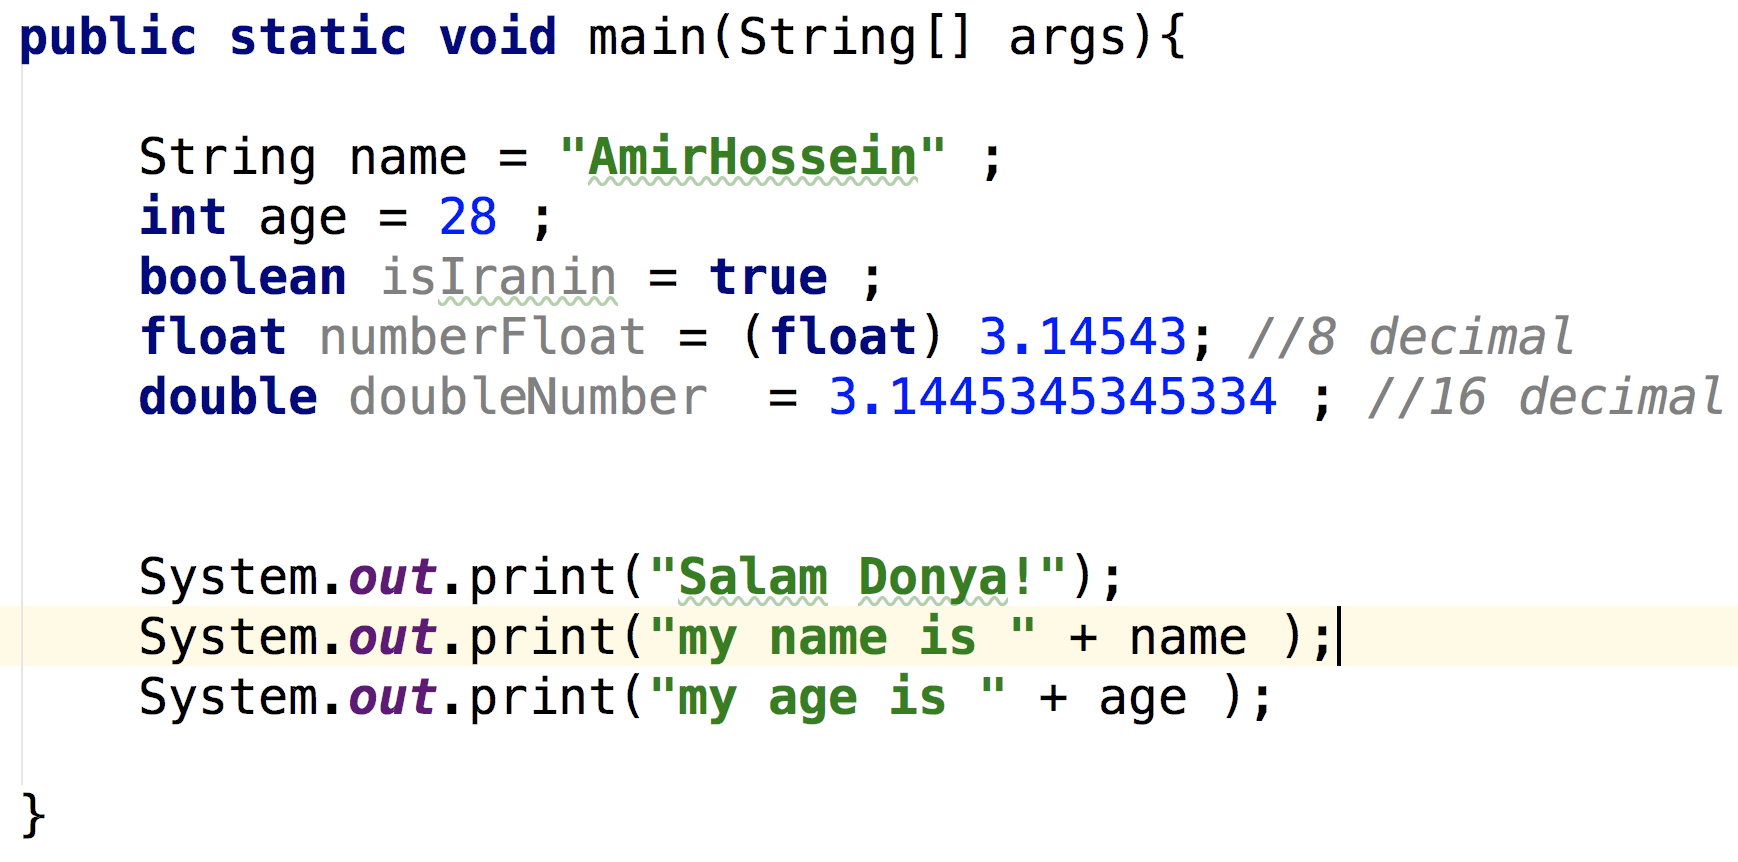 public static void main(String[] args){
String name = "AmirHossein" ;
int age = 28 ;
boolean isIranin = true ;
float numberFloat = (float) 3.14543; //8 decimal
double doubleNumber  = 3.1445345345334 ; //16 decimal
System.out.print("Salam Donya!");
System.out.print("my name is " + name );
System.out.print("my age is " + age );
}